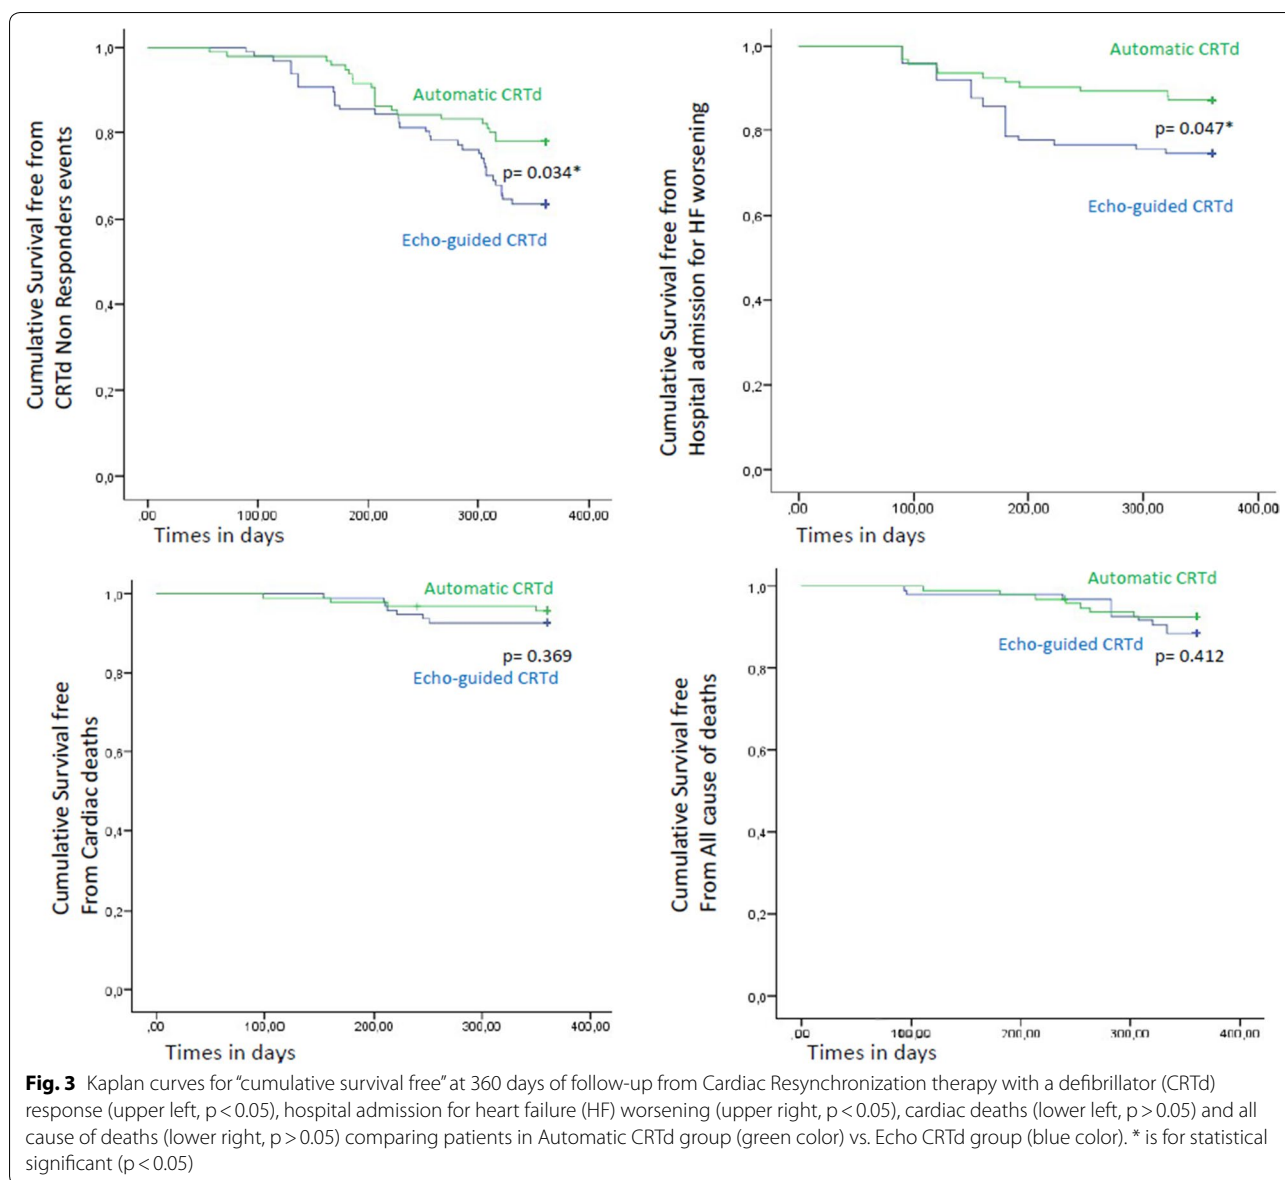 Cumulative Survival free from
CRTd Non Responders events
1,0
0,8
0,6
0,4
0,2
0,0
Automatic CRTd
p= 0.034*
Echo-guided CRTd
,00
100,00
200,00
300,00
400,00
Times in days
Cumulative Survival free from
Hospital admission for HF worsening
1,0
0,8
0,6
0,4
0,2
0,0
Automatic CRTd
p= 0.047*
Echo-guided CRTd
,00
100,00
200,00
300,00
400,00
Times in days
Cumulative Survival free
From Cardiac deaths
1,0
0,8
0,6
0,4
0,2
0,0
Automatic CRTd
p= 0.369
Echo-guided CRTd
,00
100,00
200,00
300,00
400,00
Times in days
Cumulative Survival free
From All cause of deaths
1,0
0,8
0,6
0,4
0,2
0,0
Automatic CRTd
Echo-guided CRTd
p= 0.412
,00
100,00
200,00
300,00
400,00
Times in days
Fig. 3 Kaplan curves for “cumulative survival free” at 360 days of follow-up from Cardiac Resynchronization therapy with a defibrillator (CRTd)
response (upper left, p < 0.05), hospital admission for heart failure (HF) worsening (upper right, p < 0.05), cardiac deaths (lower left, p > 0.05) and all
cause of deaths (lower right, p > 0.05) comparing patients in Automatic CRTd group (green color) vs. Echo CRTd group (blue color). * is for statistical
significant (p < 0.05)